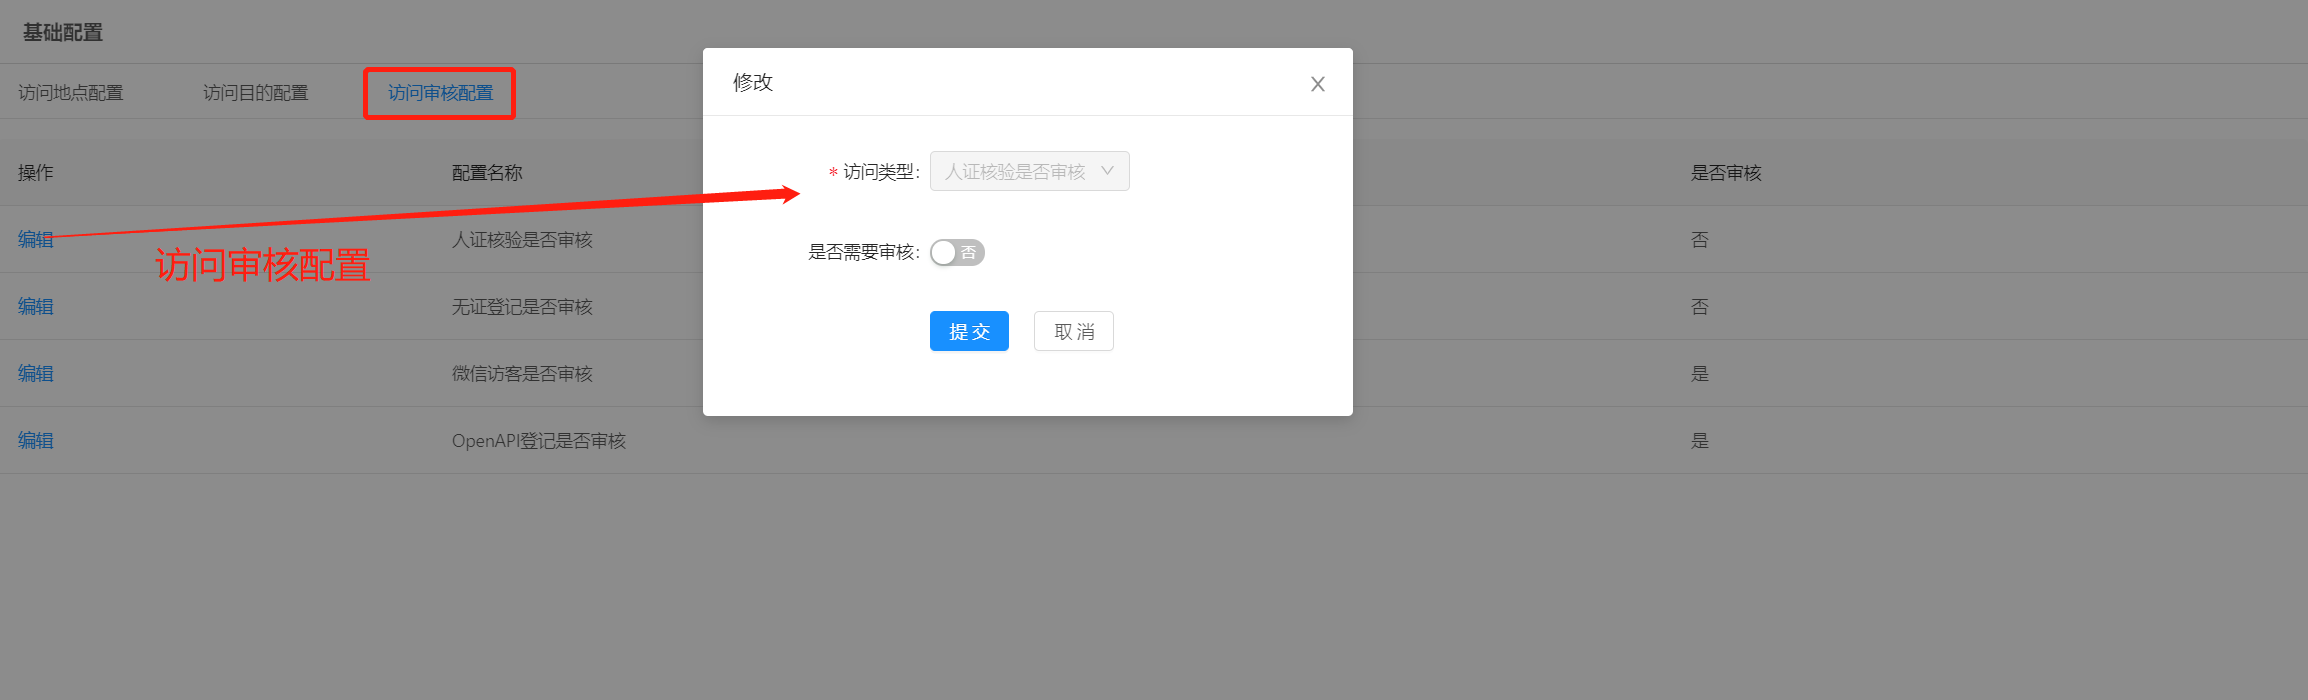 基础配置
访问地点配置 访问目的配置 访问审核配置
修改
操作 配置名称 是否审核
* 访问类型: 人证核验是否审核
编辑 人证核验是否审核 否
访问审核配置
是否需要审核: 否
编辑 无证登记是否审核 否
提 交 取 消
编辑 微信访客是否审核 是
编辑 OpenAPI登记是否审核 是